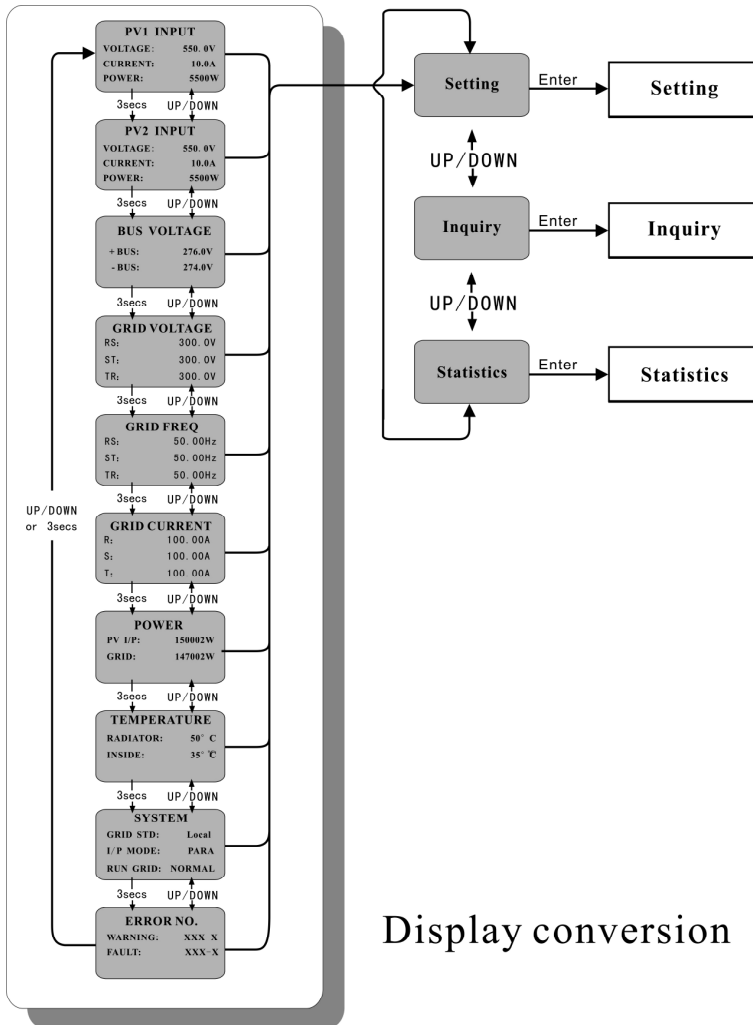 PV1 INPUT
VOLTAGE: 550. 0V
CURRENT: 10.0A
POWER: 5500W
3secs UP/DOWN
PV2 INPUT
VOLTAGE: 550. 0V
CURRENT: 10.0A
POWER: 5500W
3secs UP/DOWN
BUS VOLTAGE
+BUS: 276.0V
-BUS: 274.0V
3secs UP/DOWN
GRID VOLTAGE
RS: 300. 0V
ST: 300. 0V
TR: 300. 0V
3secs UP/DOWN
GRID FREQ
RS: 50. 00Hz
ST: 50. 00Hz
TR: 50. 00Hz
3secs UP/DOWN
GRID CURRENT
R: 100. 00A
S: 100. 00A
T: 100. 00A
3secs UP/DOWN
POWER
PV I/P: 150002W
GRID: 147002W
3secs UP/DOWN
TEMPERATURE
RADIATOR: 50° C
INSIDE: 35° ℃
3secs UP/DOWN
SYSTEM
GRID STD: Local
I/P MODE: PARA
RUN GRID: NORMAL
3secs UP/DOWN
ERROR NO.
WARNING: XXX X
FAULT: XXX-X
UP/DOWN
or 3secs
Setting
Enter
Setting
UP/DOWN
Inquiry
Enter
Inquiry
UP/DOWN
Statistics
Enter
Statistics
Display conversion